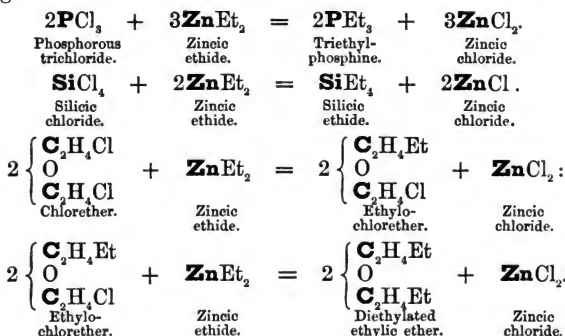 2PCl₃ + 3ZnEt₂ = 2PEt₃ + 3ZnCl₂.
Phosphorous trichloride. Zincic ethide. Triethyl-phosphine. Zincic chloride.
SiCl₄ + 2ZnEt₂ = SiEt₄ + 2ZnCl .
Silicic chloride. Zincic ethide. Silicic ethide. Zincic chloride.
2 { C₂H₄Cl O C₂H₄Cl + ZnEt₂ = 2 { C₂H₄Et O C₂H₄Cl + ZnCl₂:
Chlorether. Zincic ethide. Ethylo-chlorether. Zincic chloride.
2 { C₂H₄Et O C₂H₄Cl + ZnEt₂ = 2 { C₂H₄Et O C₂H₄Et + ZnCl₂.
Ethylo-chlorether. Zincic ethide. Diethylated ethylic ether. Zincic chloride.